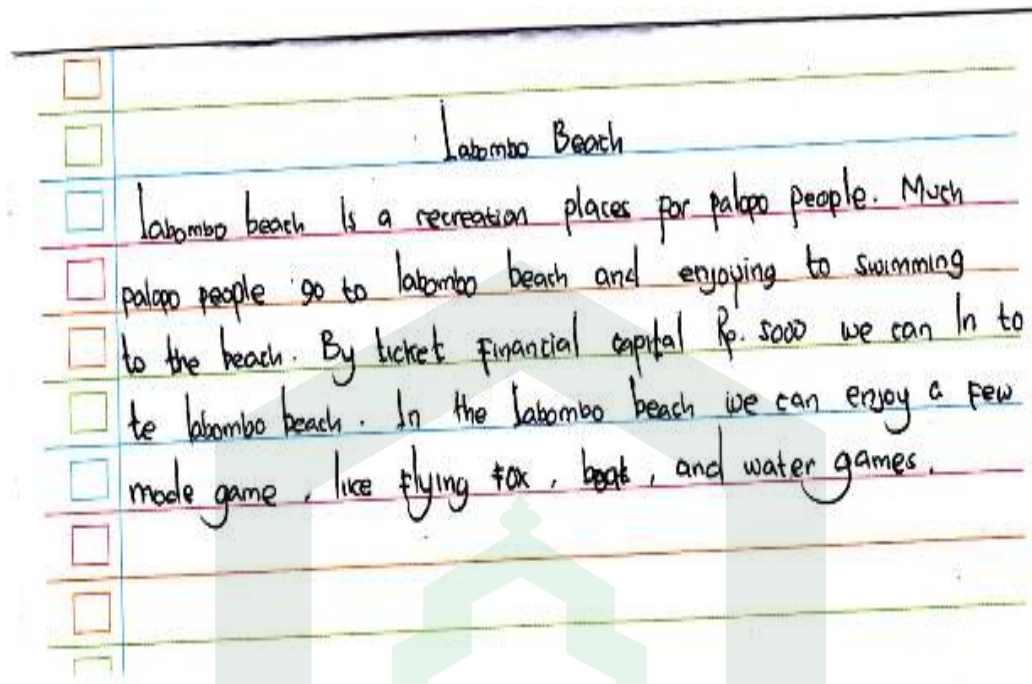 Labombo Beach
labombo beach Is a recreation places for palopo people. Much
palopo people go to labombo beach and enjoying to swimming
to the beach. By ticket Financial capital Rp. 5000 we can In to
te labombo beach. In the labombo beach we can enjoy a Few
mode game, like flying fox, boat, and water games.